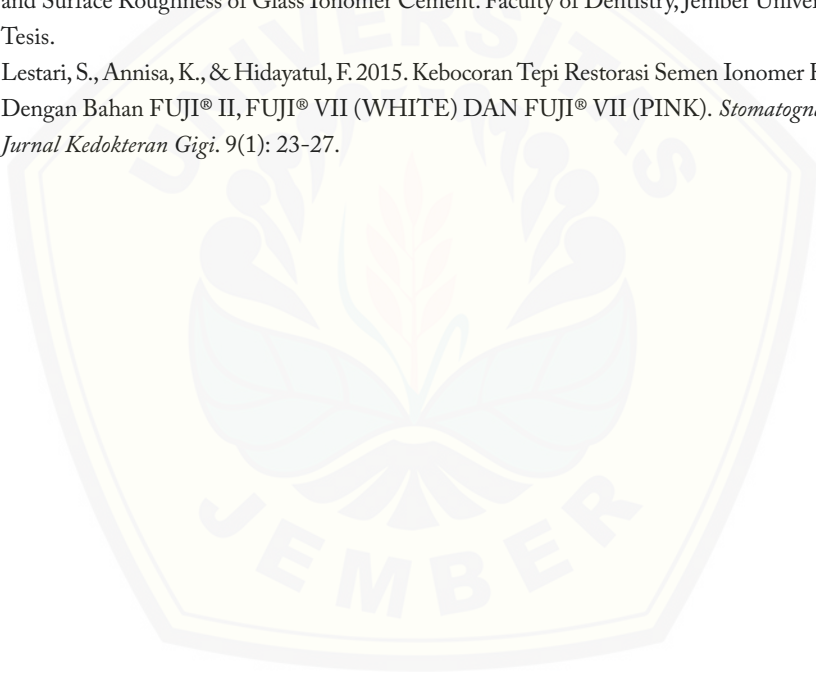 and Surface Roughness of Glass Ionomer Cement. Faculty of Dentistry, Jember
Tesis.
Lestari, S., Annisa, K., & Hidayatul, F. 2015. Kebocoran Tepi Restorasi Semen Ionomer
Dengan Bahan FUJI® II, FUJI® VII (WHITE) DAN FUJI® VII (PINK).
Jurnal Kedokteran Gigi. 9(1): 23-27.
UNIVERSITAS
JEMBER